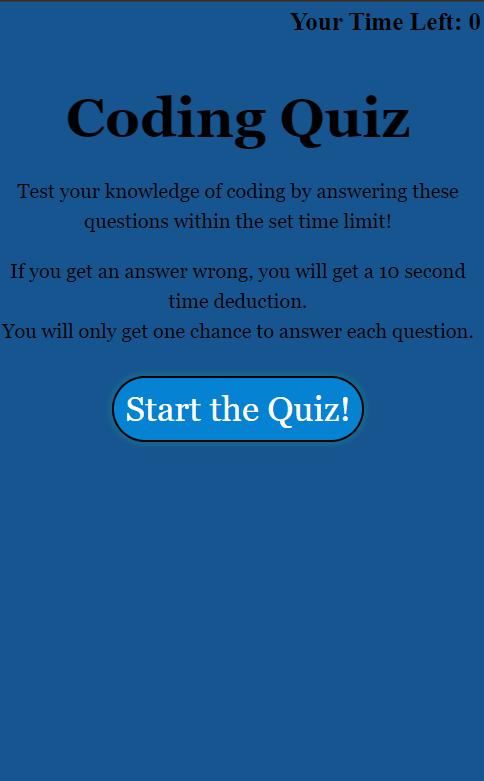 Your Time Left: 0
Coding Quiz
Test your knowledge of coding by answering these
questions within the set time limit!
If you get an answer wrong, you will get a 10 second
time deduction.
You will only get one chance to answer each question.
Start the Quiz!